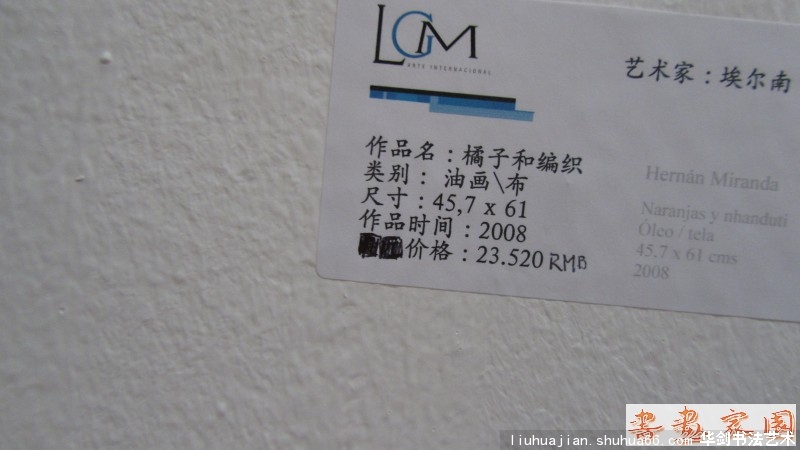 LGM
ARTE INTERNACIONAL
艺术家：埃尔南
作品名：橘子和编织
类别： 油画\布
尺寸：45,7 x 61
作品时间：2008
价格：23.520 RMB
Hernán Miranda
Naranjas y nhanduti
Óleo / tela
45.7 x 61 cms
2008
书画家园
liuhuajian.shuhua66.com 华剑书法艺术